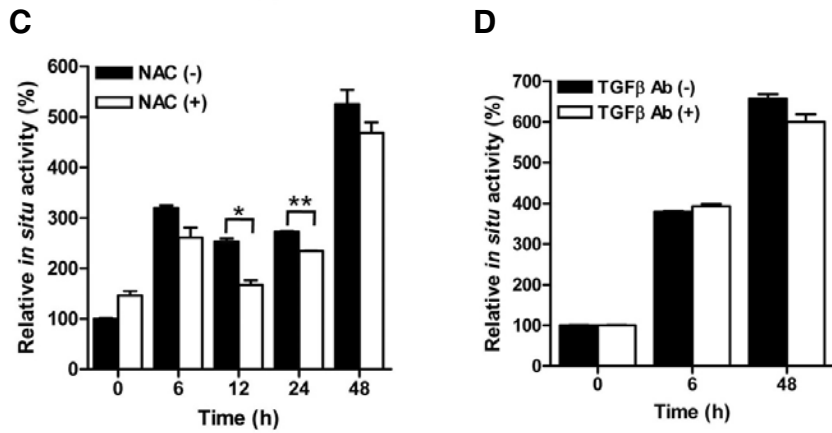 C
NAC (-)
NAC (+)
Relative in situ activity (%)
600
500
400
300
200
100
0
*
**
0 6 12 24 48
Time (h)
D
TGFβ Ab (-)
TGFβ Ab (+)
Relative in situ activity (%)
700
600
500
400
300
200
100
0
0 6 48
Time (h)